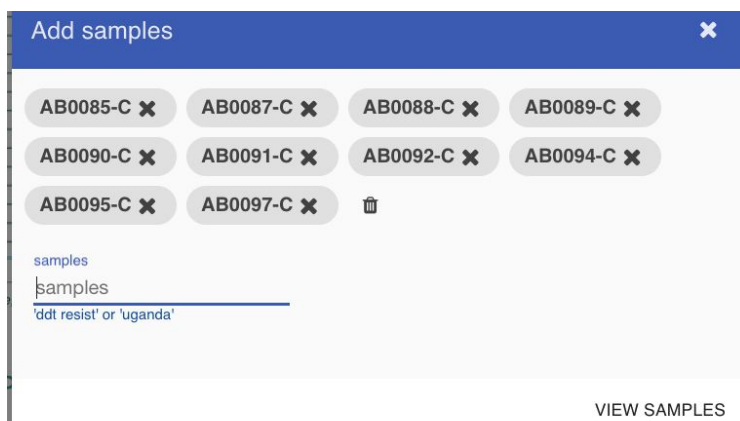 Add samples
AB0085-C AB0087-C AB0088-C AB0089-C
AB0090-C AB0091-C AB0092-C AB0094-C
AB0095-C AB0097-C
samples
samples
'ddt resist' or 'uganda'
VIEW SAMPLES